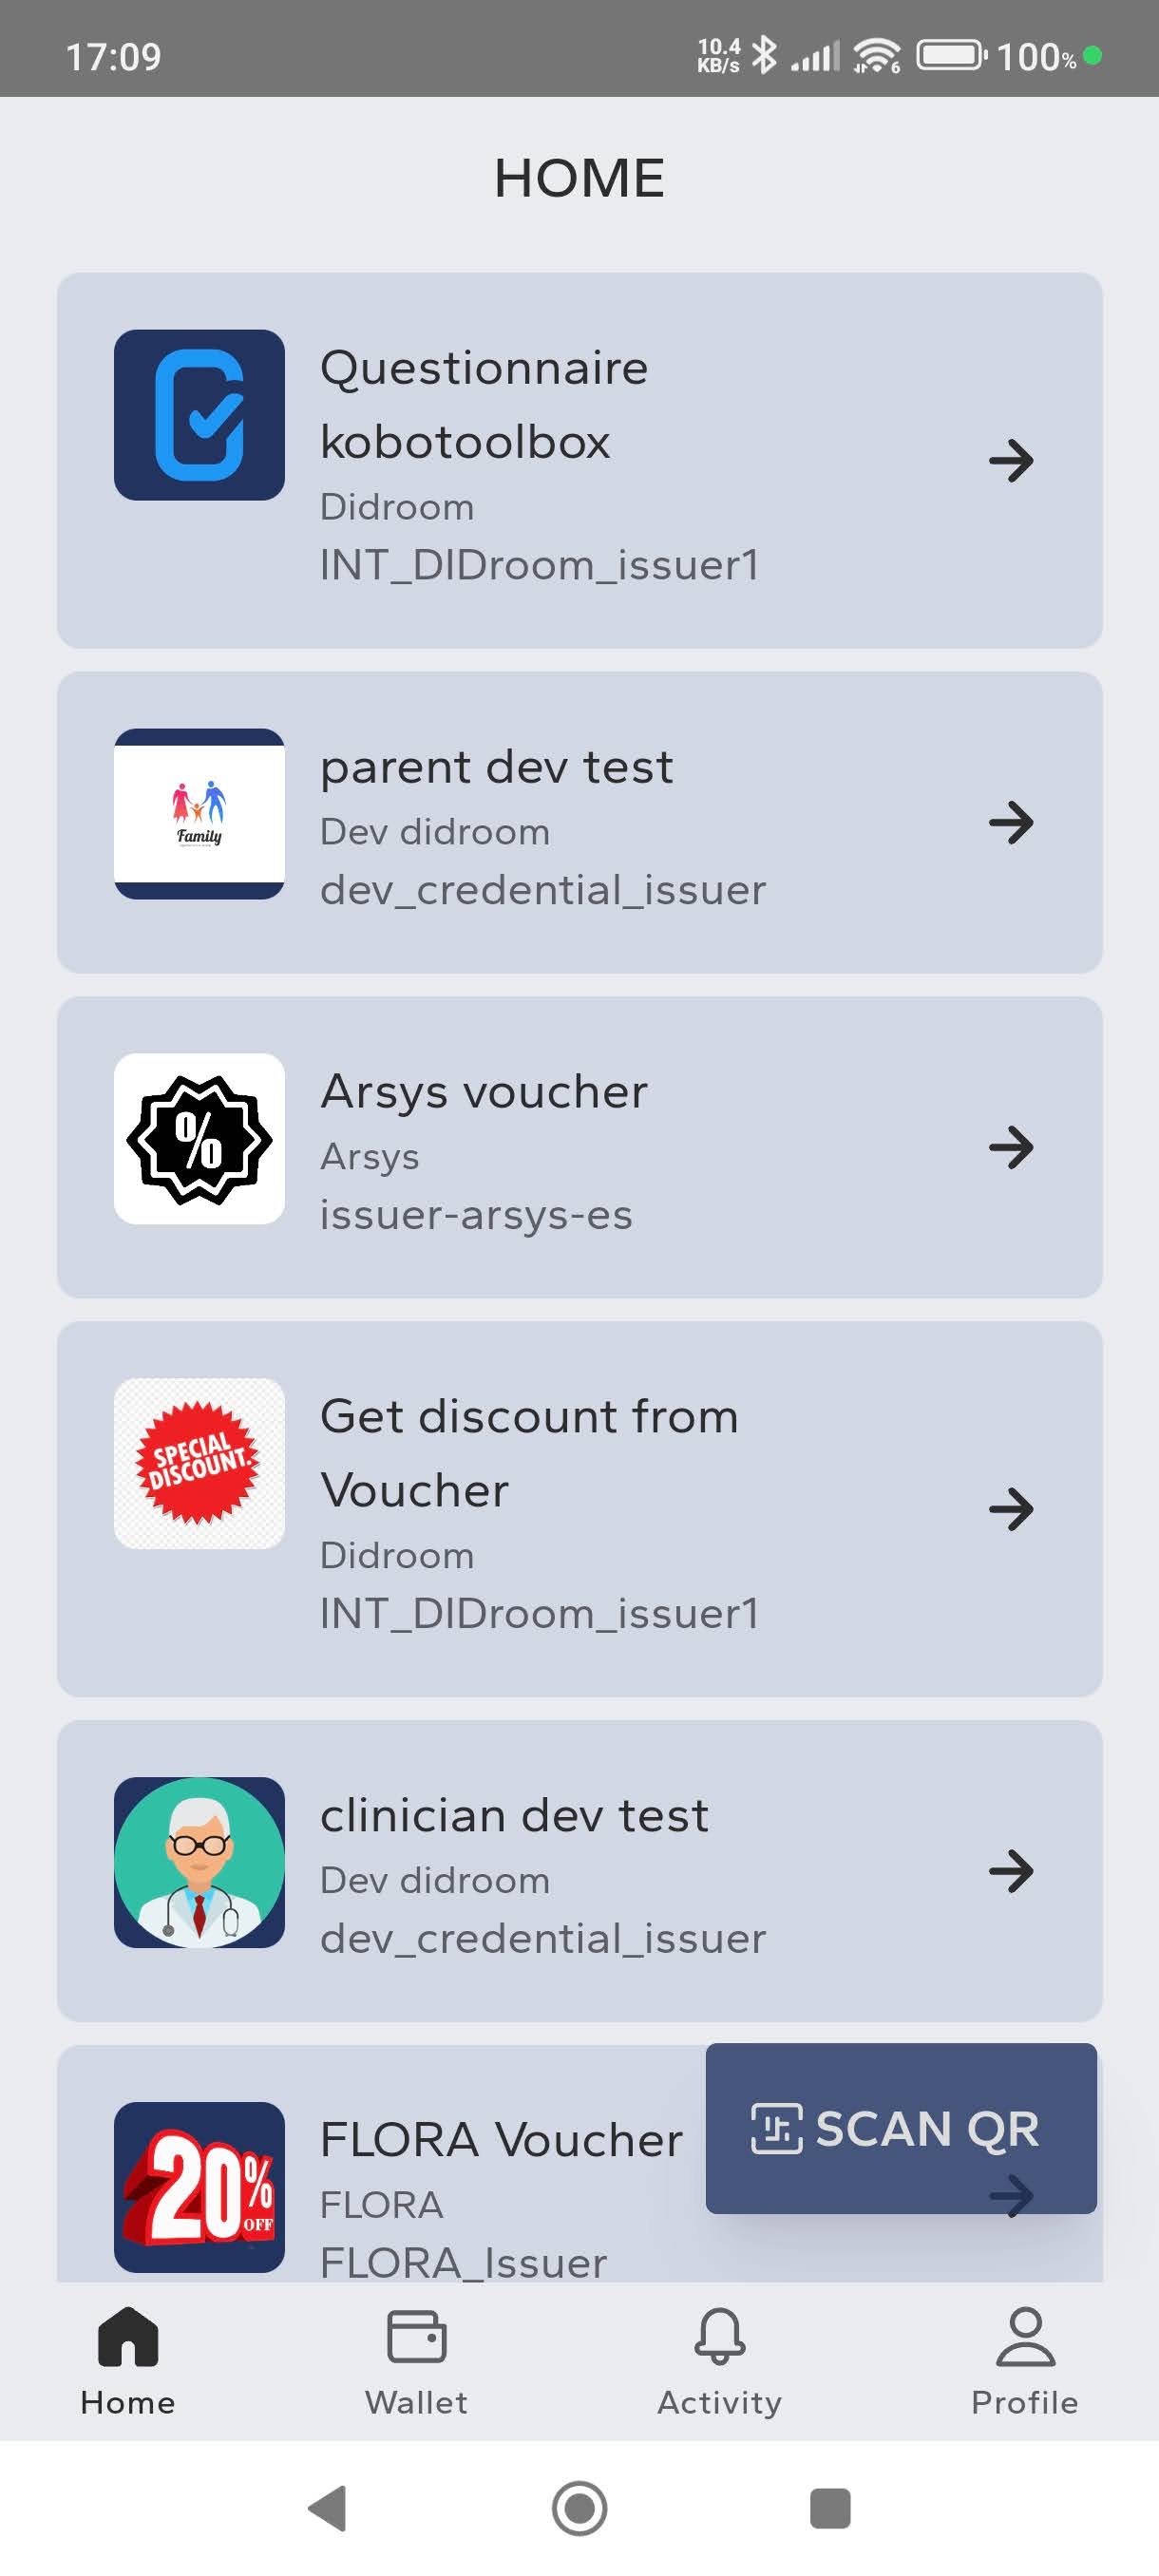 17:09
10.4
KB/s
6
100%
HOME
Questionnaire
kobotoolbox
Didroom
INT_DIDroom_issuer1
Family
parent dev test
Dev didroom
dev_credential_issuer
%
Arsys voucher
Arsys
issuer-arsys-es
SPECIAL
DISCOUNT.
Get discount from
Voucher
Didroom
INT_DIDroom_issuer1
clinician dev test
Dev didroom
dev_credential_issuer
20%
OFF
FLORA Voucher
FLORA
FLORA_Issuer
SCAN QR
Home
Wallet
Activity
Profile